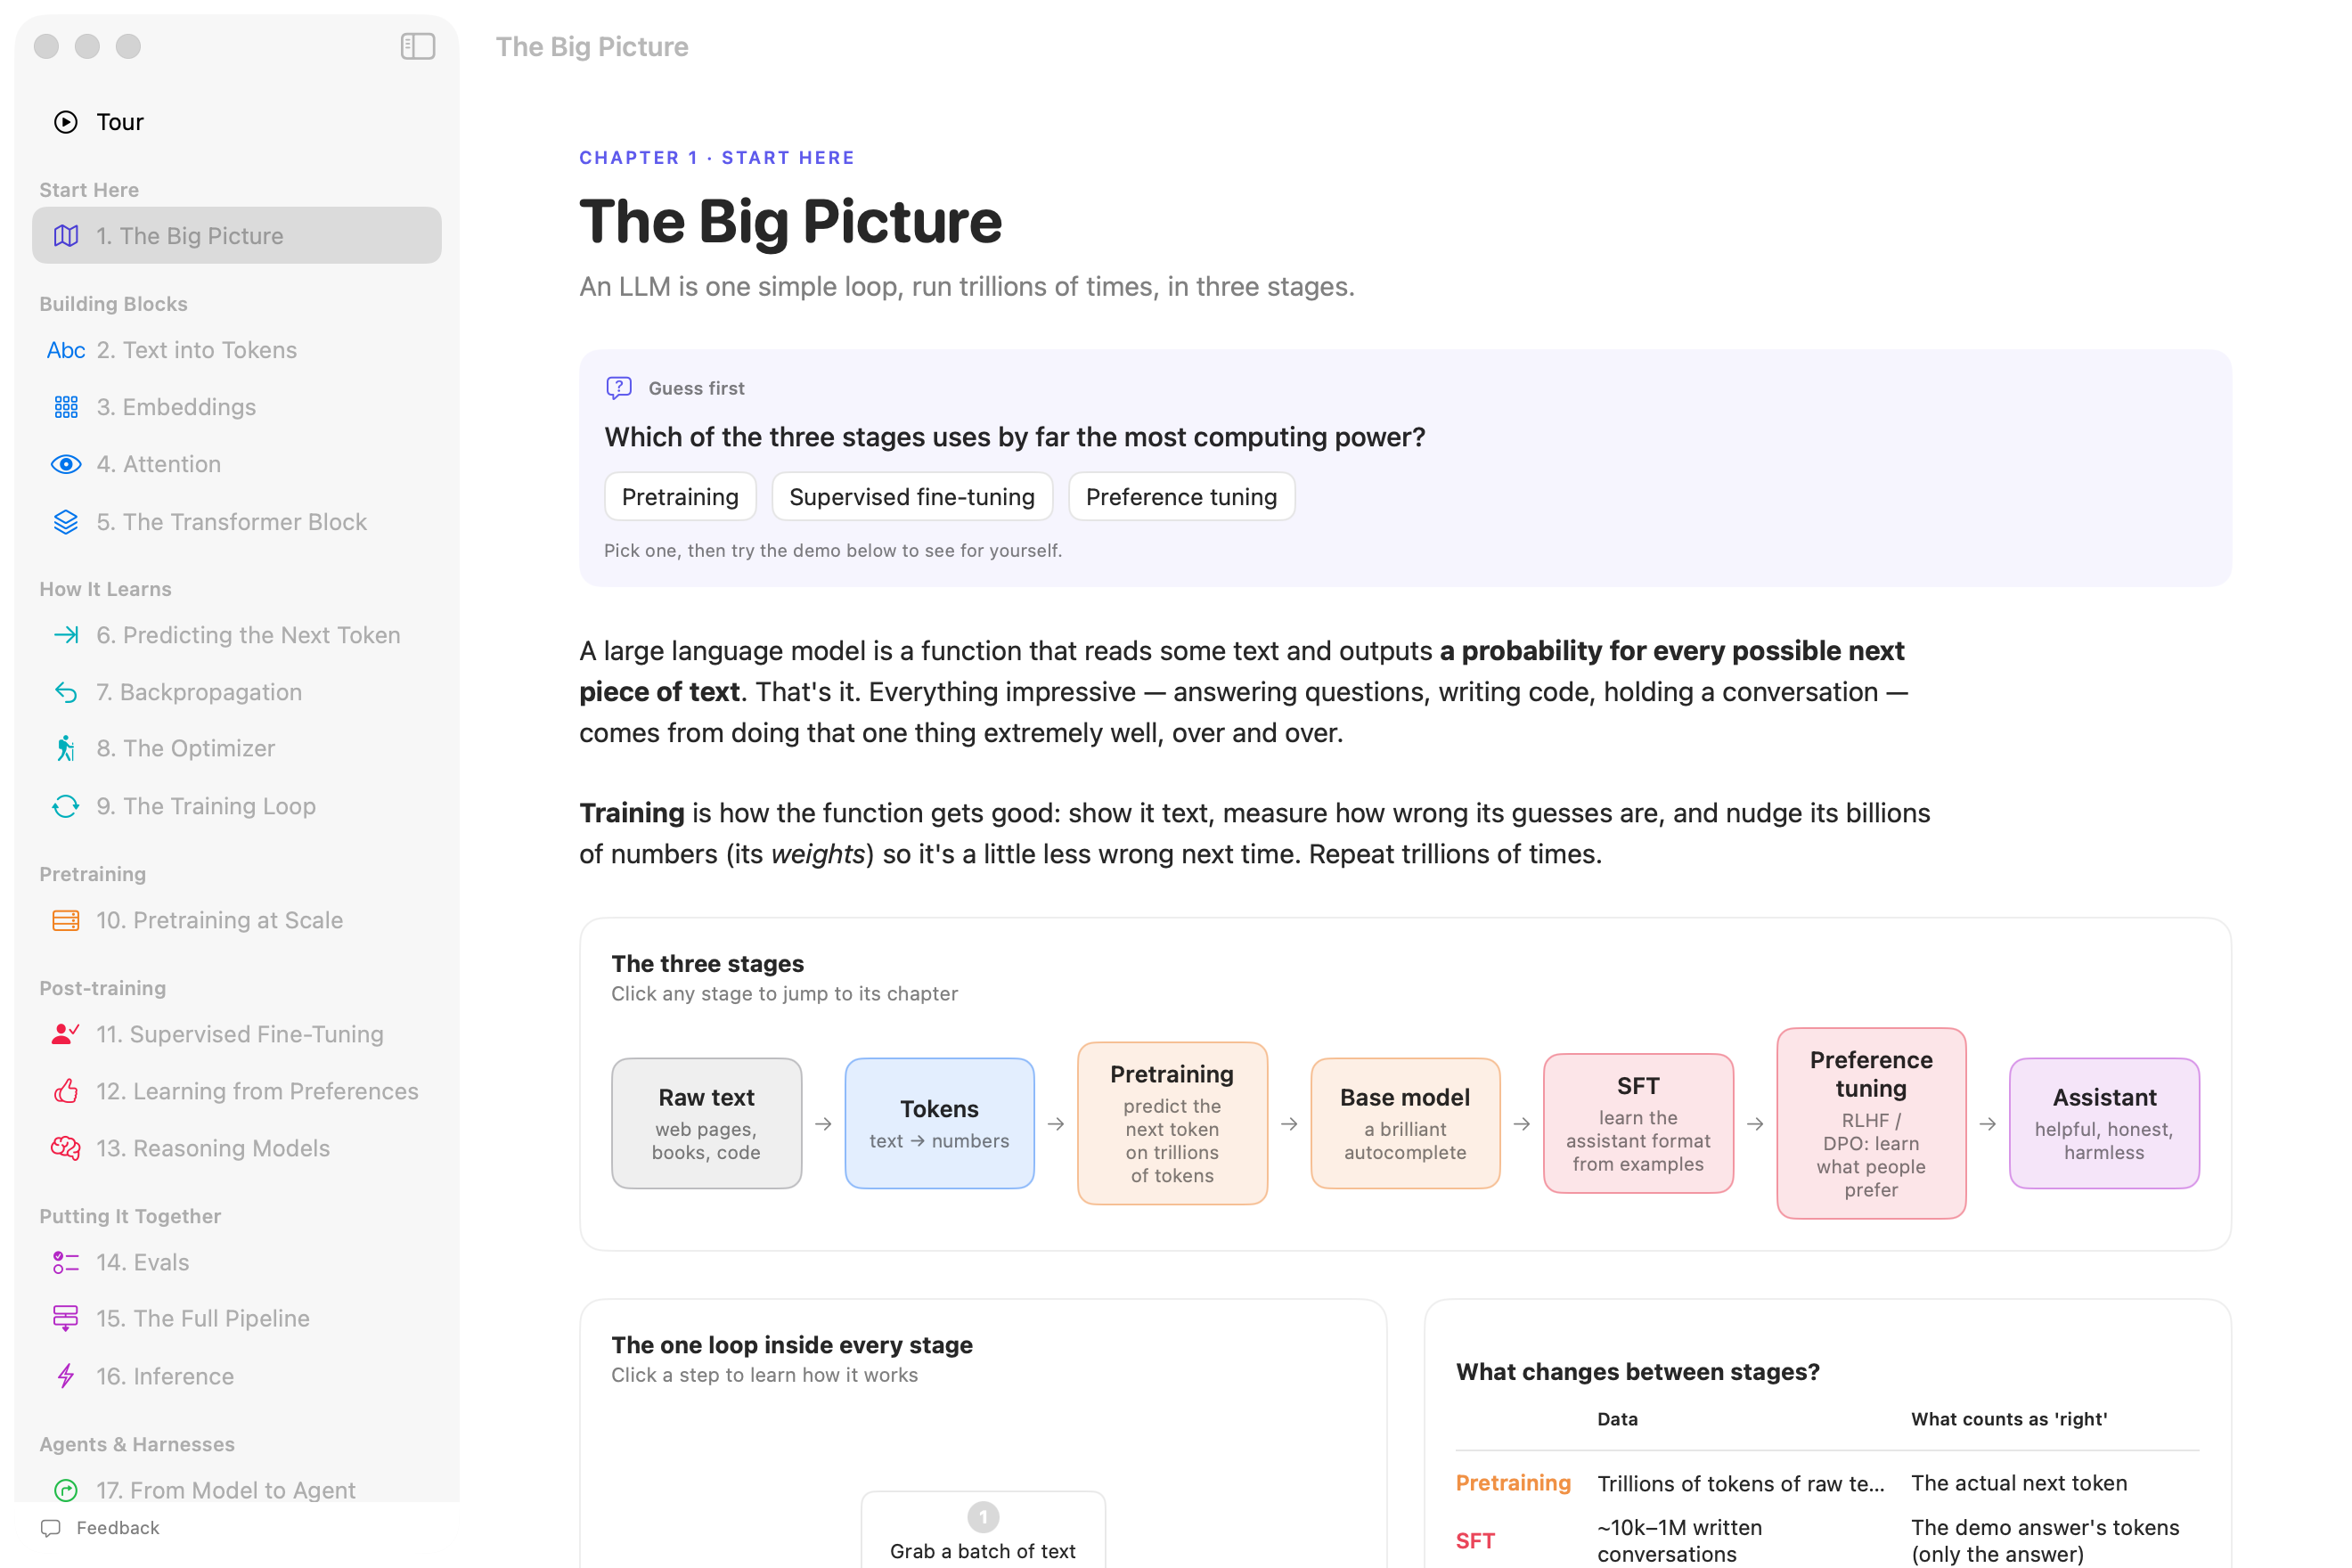 The Big Picture
Tour
Start Here
1. The Big Picture
Building Blocks
Abc 2. Text into Tokens
3. Embeddings
4. Attention
5. The Transformer Block
How It Learns
6. Predicting the Next Token
7. Backpropagation
8. The Optimizer
9. The Training Loop
Pretraining
10. Pretraining at Scale
Post-training
11. Supervised Fine-Tuning
12. Learning from Preferences
13. Reasoning Models
Putting It Together
14. Evals
15. The Full Pipeline
16. Inference
Agents & Harnesses
17. From Model to Agent
Feedback
CHAPTER 1 · START HERE
The Big Picture
An LLM is one simple loop, run trillions of times, in three stages.
Guess first
Which of the three stages uses by far the most computing power?
Pretraining
Supervised fine-tuning
Preference tuning
Pick one, then try the demo below to see for yourself.
A large language model is a function that reads some text and outputs a probability for every possible next
piece of text. That's it. Everything impressive — answering questions, writing code, holding a conversation —
comes from doing that one thing extremely well, over and over.
Training is how the function gets good: show it text, measure how wrong its guesses are, and nudge its billions
of numbers (its weights) so it's a little less wrong next time. Repeat trillions of times.
The three stages
Click any stage to jump to its chapter
Raw text
web pages,
books, code
→
Tokens
text → numbers
→
Pretraining
predict the
next token
on trillions
of tokens
→
Base model
a brilliant
autocomplete
→
SFT
learn the
assistant format
from examples
→
Preference
tuning
RLHF /
DPO: learn
what people
prefer
→
Assistant
helpful, honest,
harmless
The one loop inside every stage
Click a step to learn how it works
1
Grab a batch of text
What changes between stages?
Data
What counts as 'right'
Pretraining
Trillions of tokens of raw te...
The actual next token
SFT
~10k–1M written
conversations
The demo answer's tokens
(only the answer)